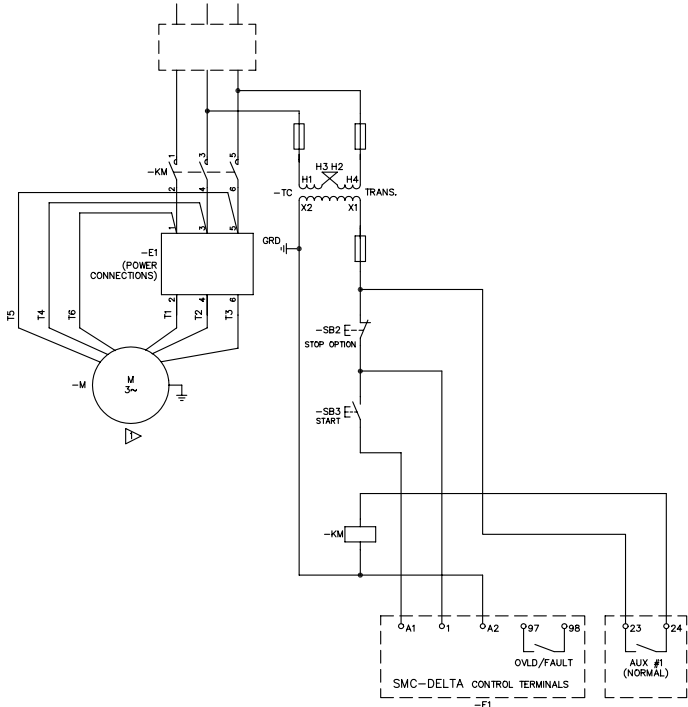 -KM
1
3
5
2
4
6
H1
H3 H2
H4
-TC
TRANS.
X2
X1
GRD
-E1
(POWER
CONNECTIONS)
1
3
5
2
4
6
T5
T4
T6
T1
T2
T3
-M
M
3~
1
-SB2
STOP OPTION
-SB3
START
-KM
A1
1
A2
97
98
OVLD/FAULT
SMC-DELTA CONTROL TERMINALS
23
24
AUX #1
(NORMAL)